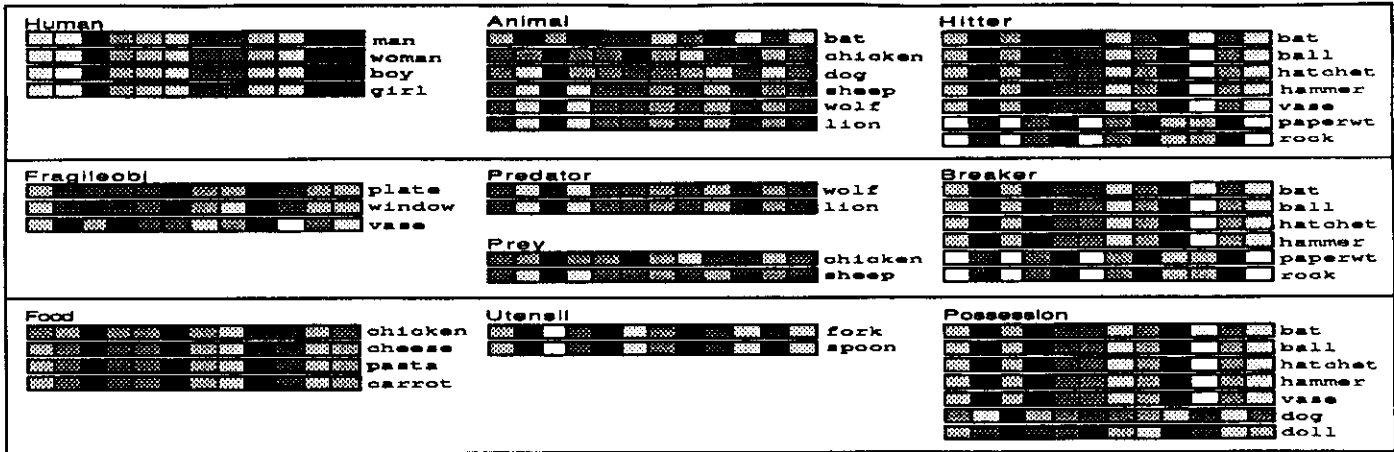 Human
man
woman
boy
girl
Animal
bat
chicken
dog
sheep
wolf
lion
Hitter
bat
ball
hatchet
hammer
vase
paperwt
rock
Fragileobj
plate
window
vase
Predator
wolf
lion
Prey
chicken
sheep
Breaker
bat
ball
hatchet
hammer
paperwt
rock
Food
chicken
cheese
pasta
carrot
Utensil
fork
spoon
Possession
bat
ball
hatchet
hammer
vase
dog
doll